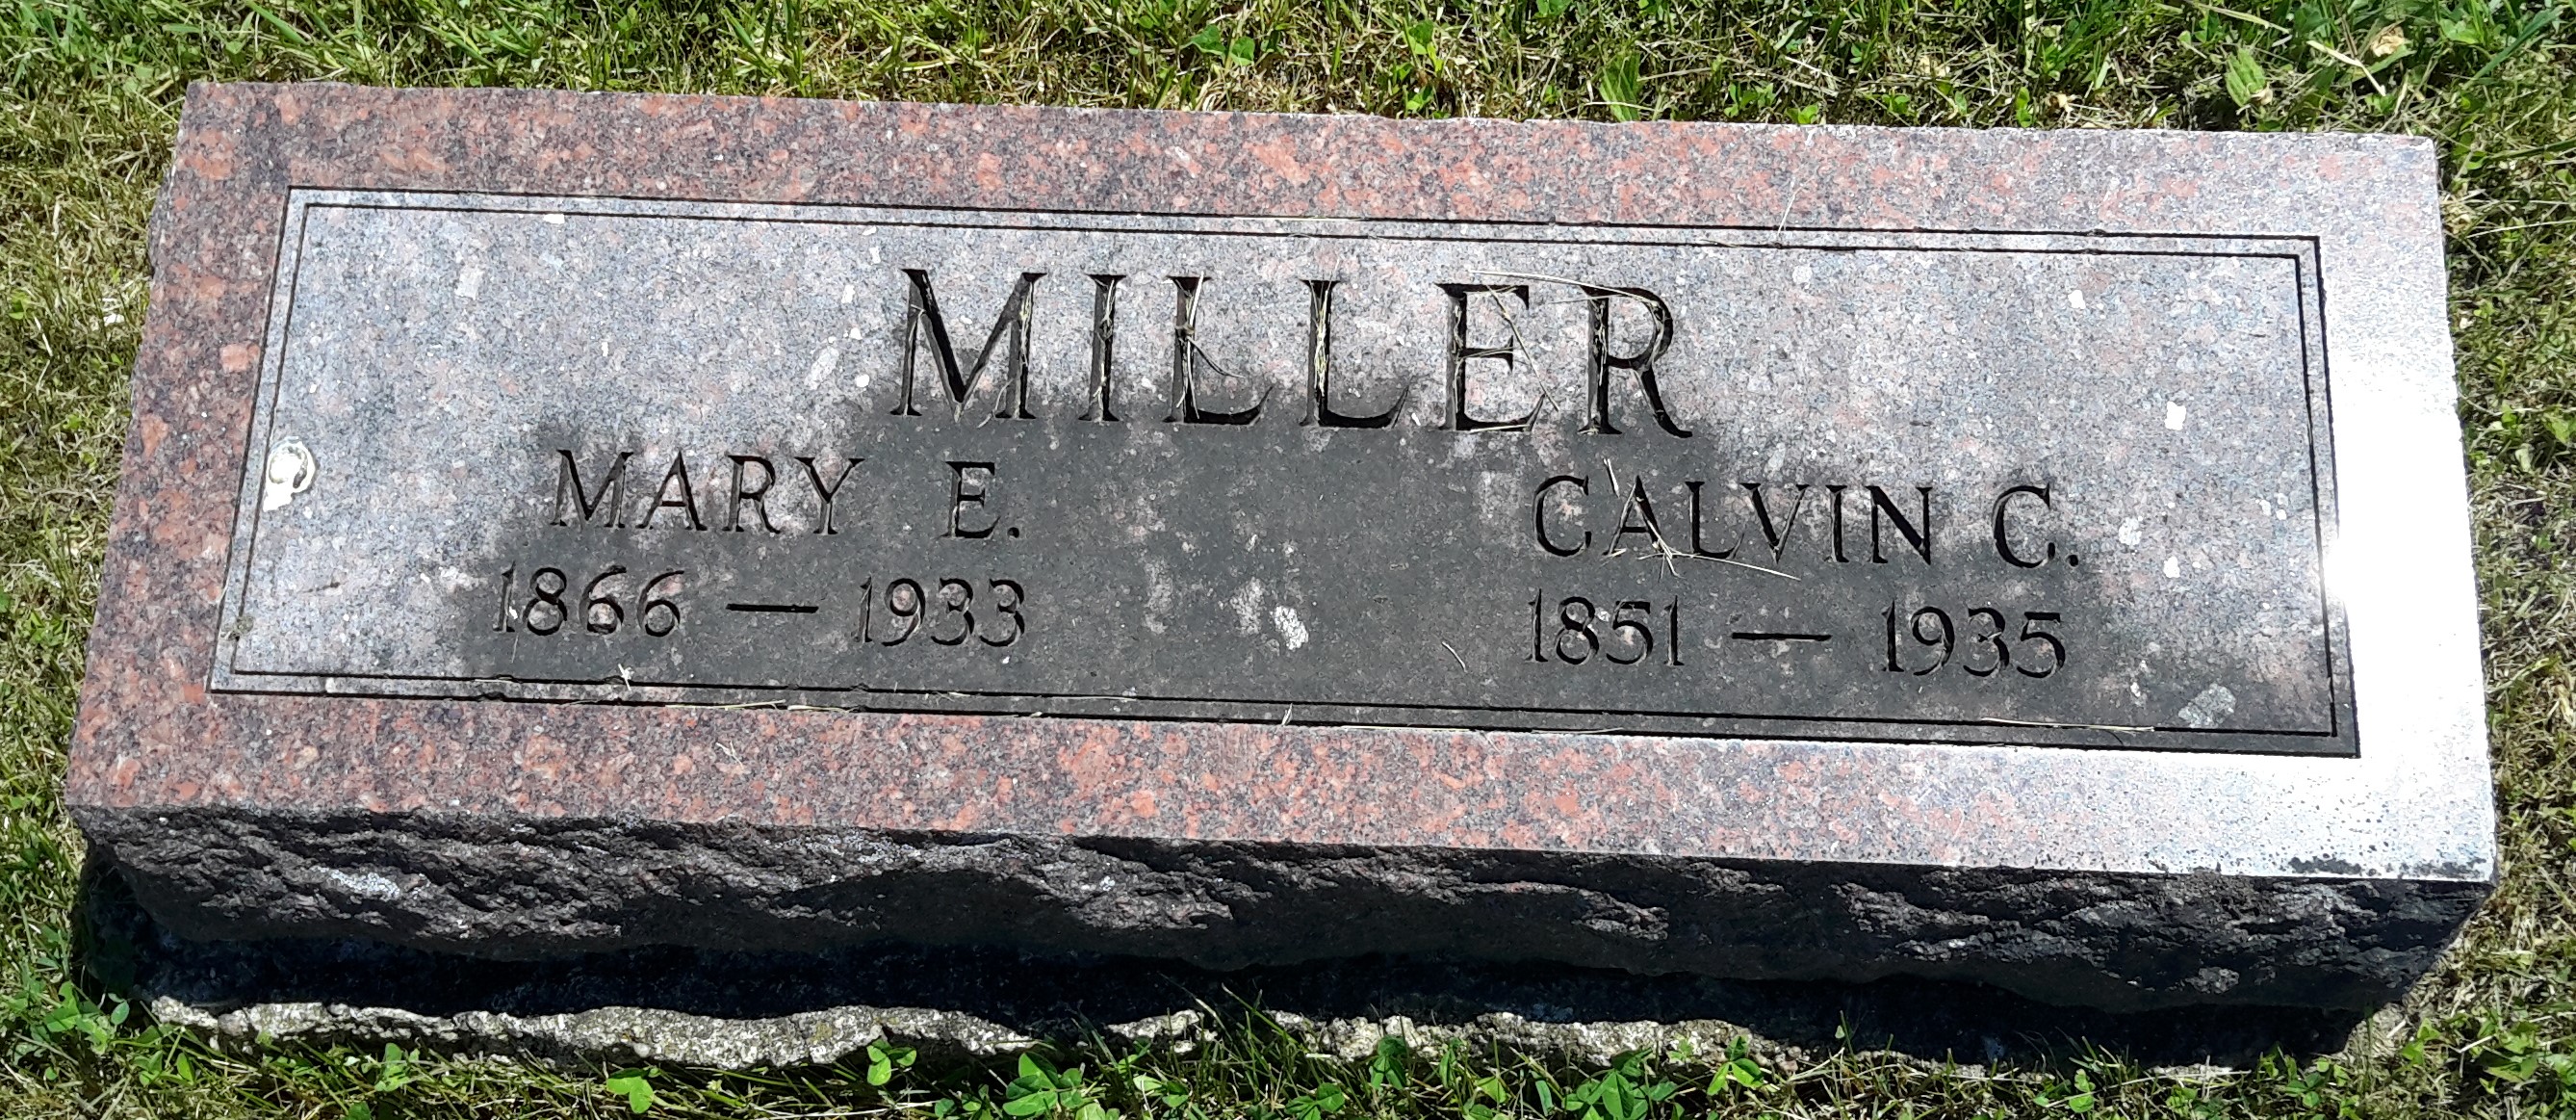 MILLER
MARY E. CALVIN C.
1866 — 1933 1851 — 1935